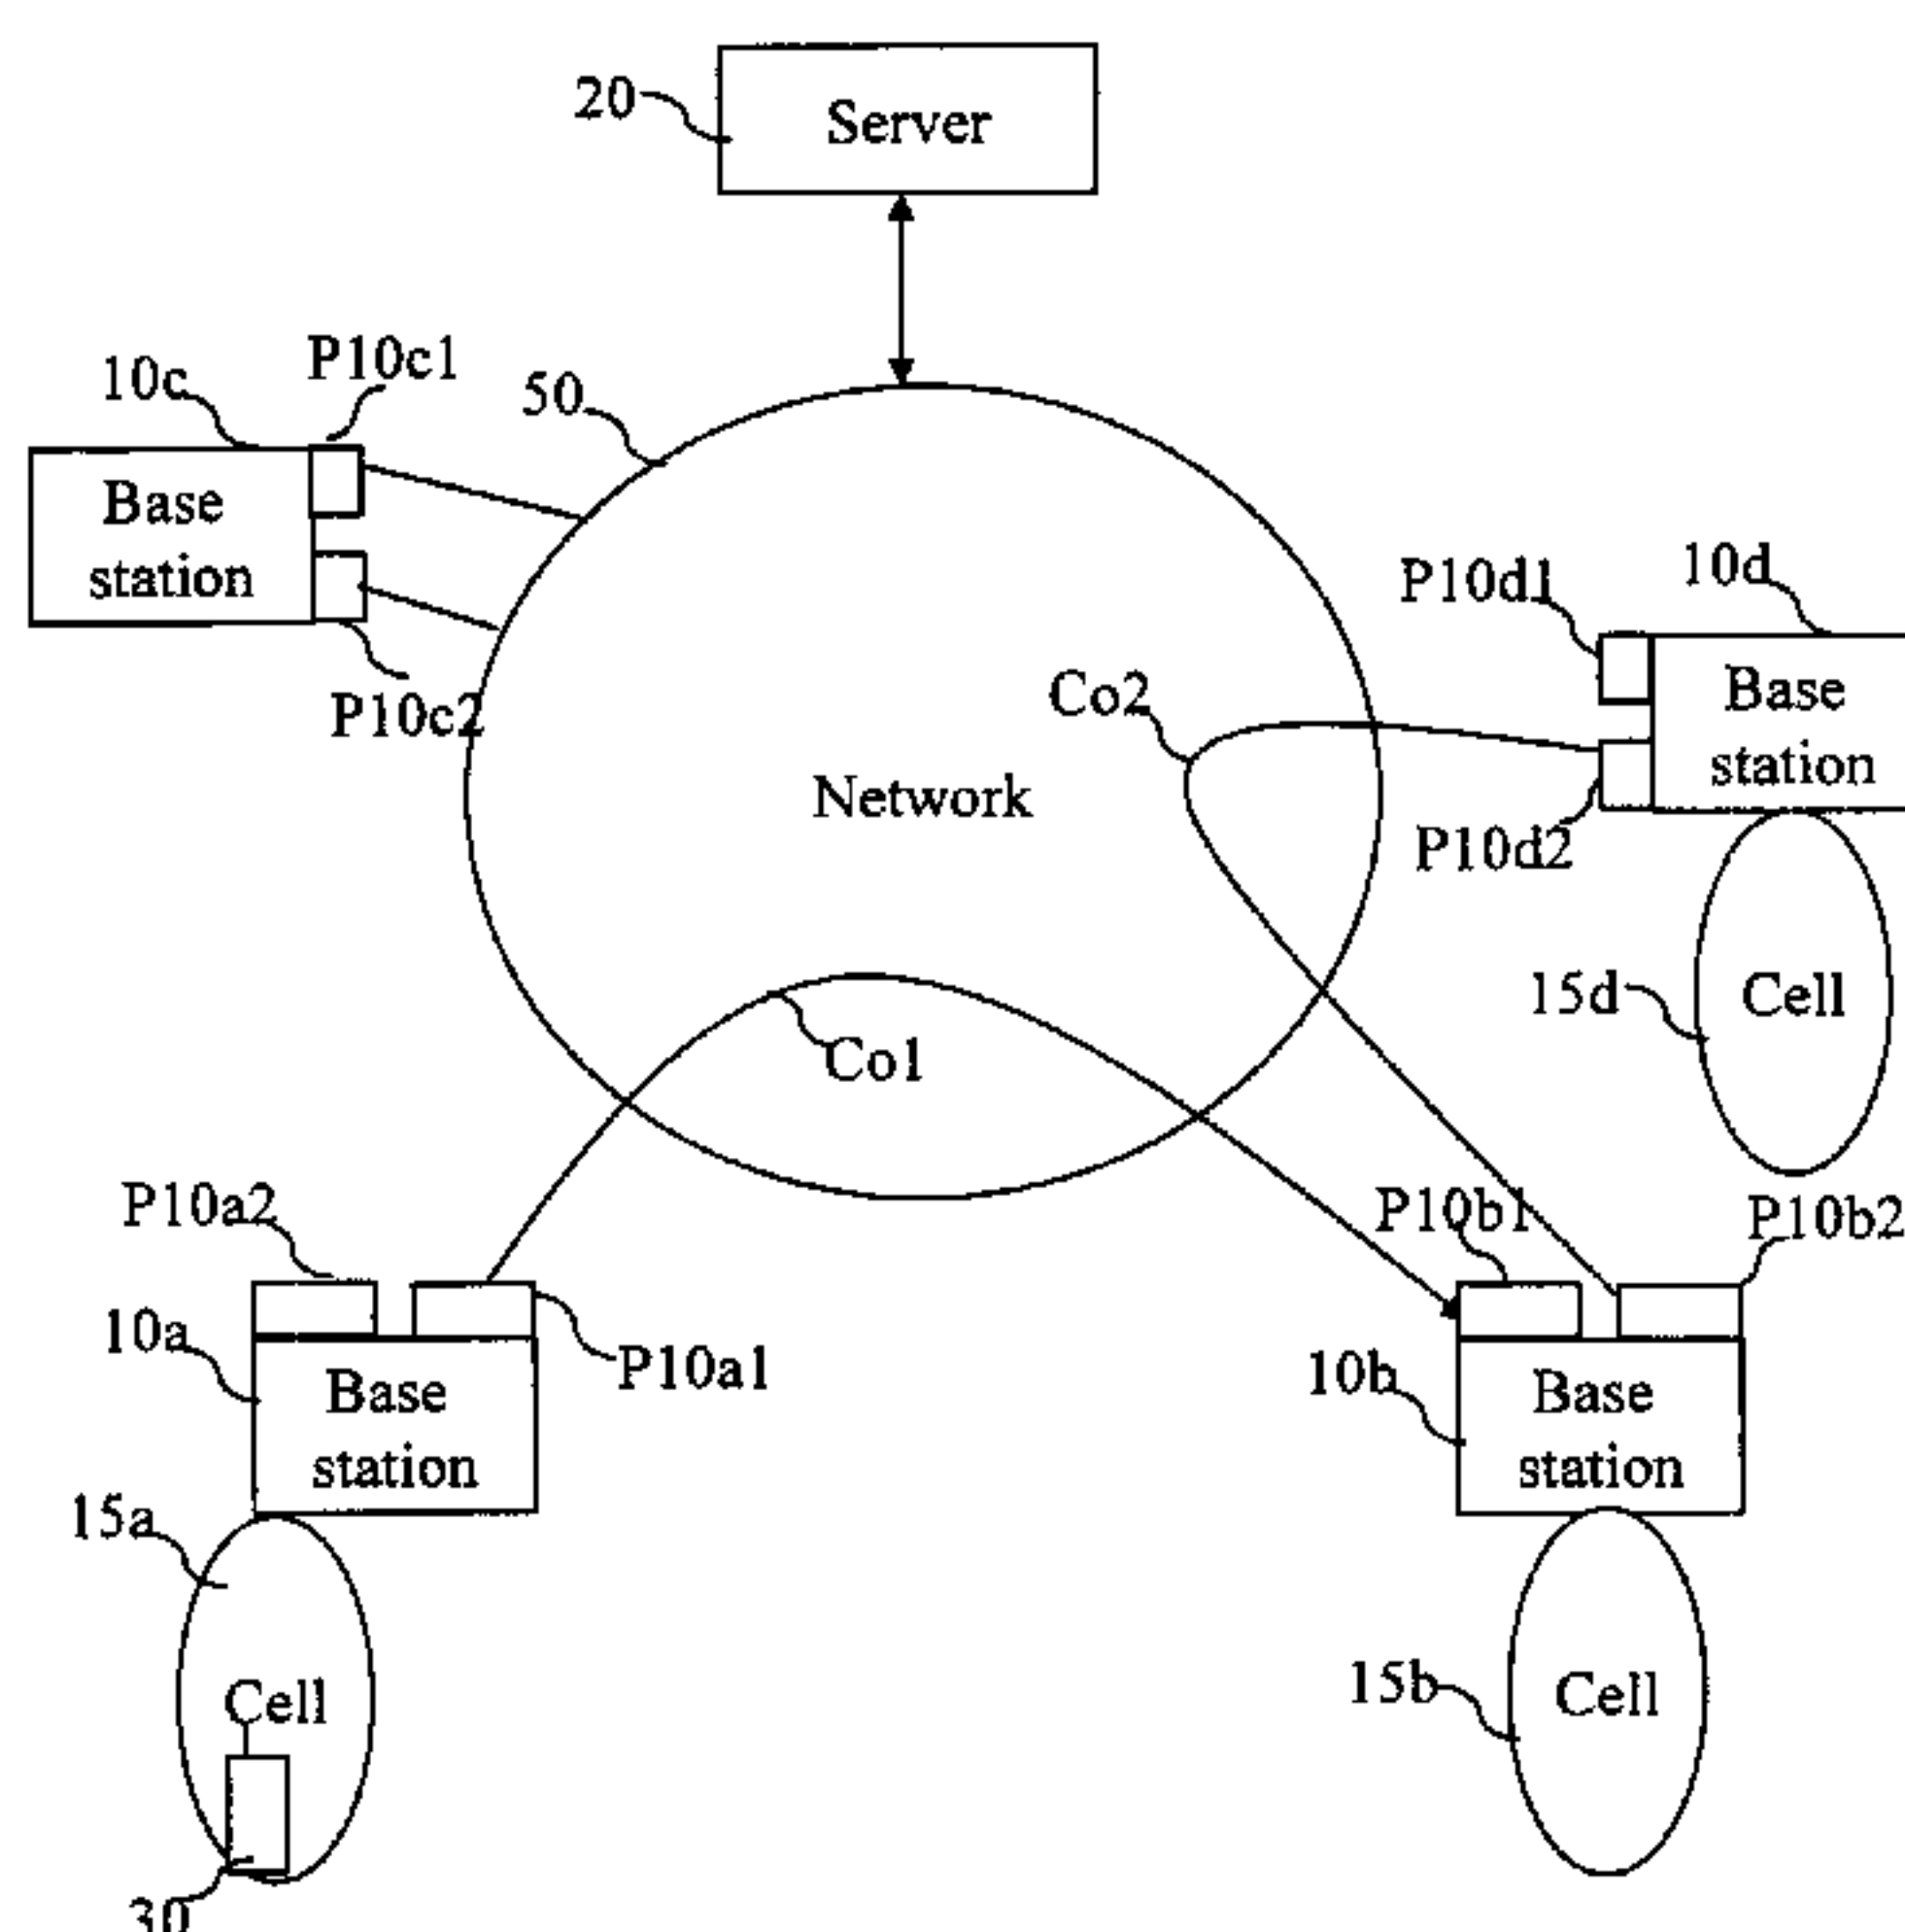 20
Server
10c
P10c1
50
Base
station
P10c2
P10d1
10d
Base
station
Co2
Network
P10d2
15d
Cell
Co1
P10a2
P10b1
P10b2
10a
P10a1
Base
station
10b
Base
station
15a
Cell
15b
Cell
30